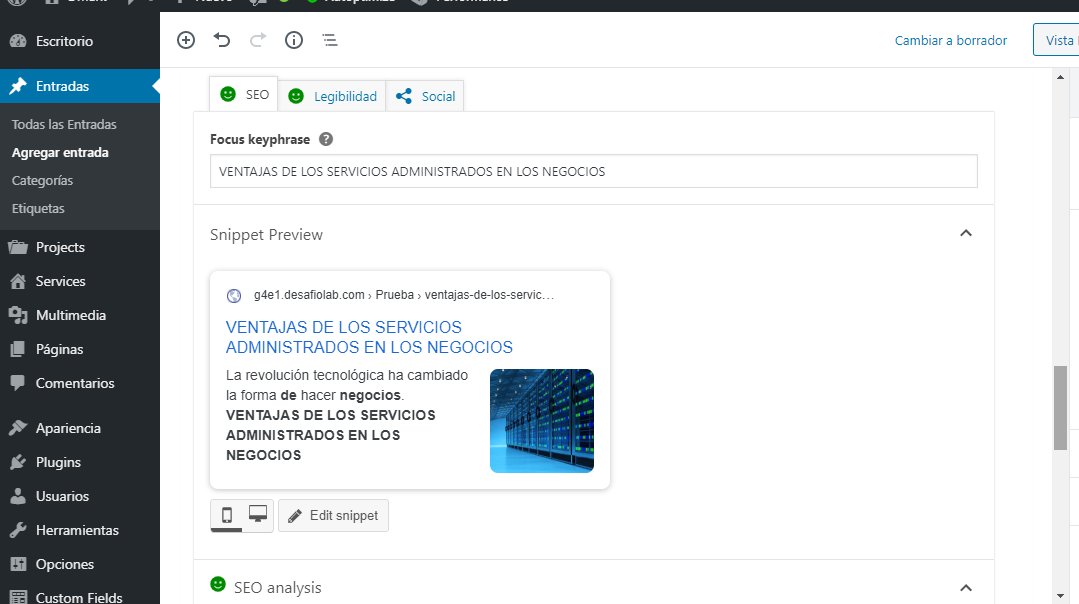 Nuevo
Autoptimize
Performance
Escritorio
Entradas
Todas las Entradas
Agregar entrada
Categorías
Etiquetas
Projects
Services
Multimedia
Páginas
Comentarios
Apariencia
Plugins
Usuarios
Herramientas
Opciones
Custom Fields
Cambiar a borrador
Vista
SEO
Legibilidad
Social
Focus keyphrase
VENTAJAS DE LOS SERVICIOS ADMINISTRADOS EN LOS NEGOCIOS
Snippet Preview
g4e1.desafiolab.com › Prueba › ventajas-de-los-servic…
VENTAJAS DE LOS SERVICIOS
ADMINISTRADOS EN LOS NEGOCIOS
La revolución tecnológica ha cambiado
la forma de hacer negocios.
VENTAJAS DE LOS SERVICIOS
ADMINISTRADOS EN LOS
NEGOCIOS
Edit snippet
SEO analysis